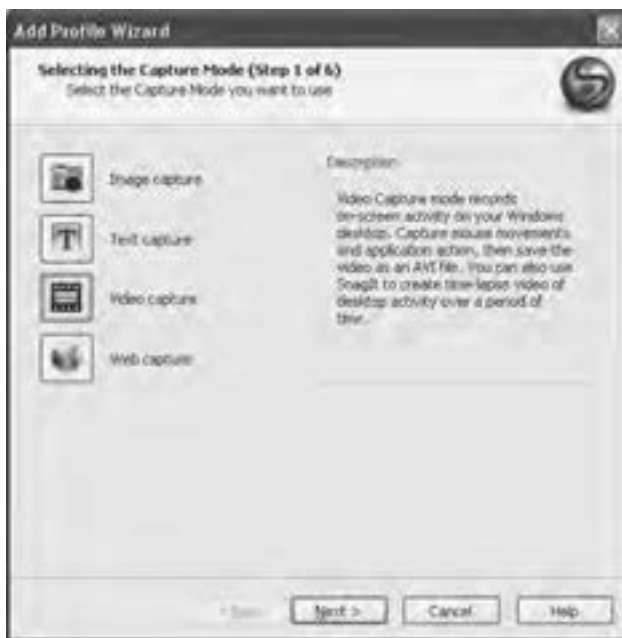 Add Profile Wizard
Selecting the Capture Mode (Step 1 of 6)
Select the Capture Mode you want to use
Image capture
Text capture
Video capture
Web capture
Description
Video Capture mode records
on-screen activity on your Windows
desktop. Capture mouse movements
and application action, then save the
video as an AVI file. You can also use
SnagIt to create time-lapse video of
desktop activity over a period of
time.
< Back
Next >
Cancel
Help